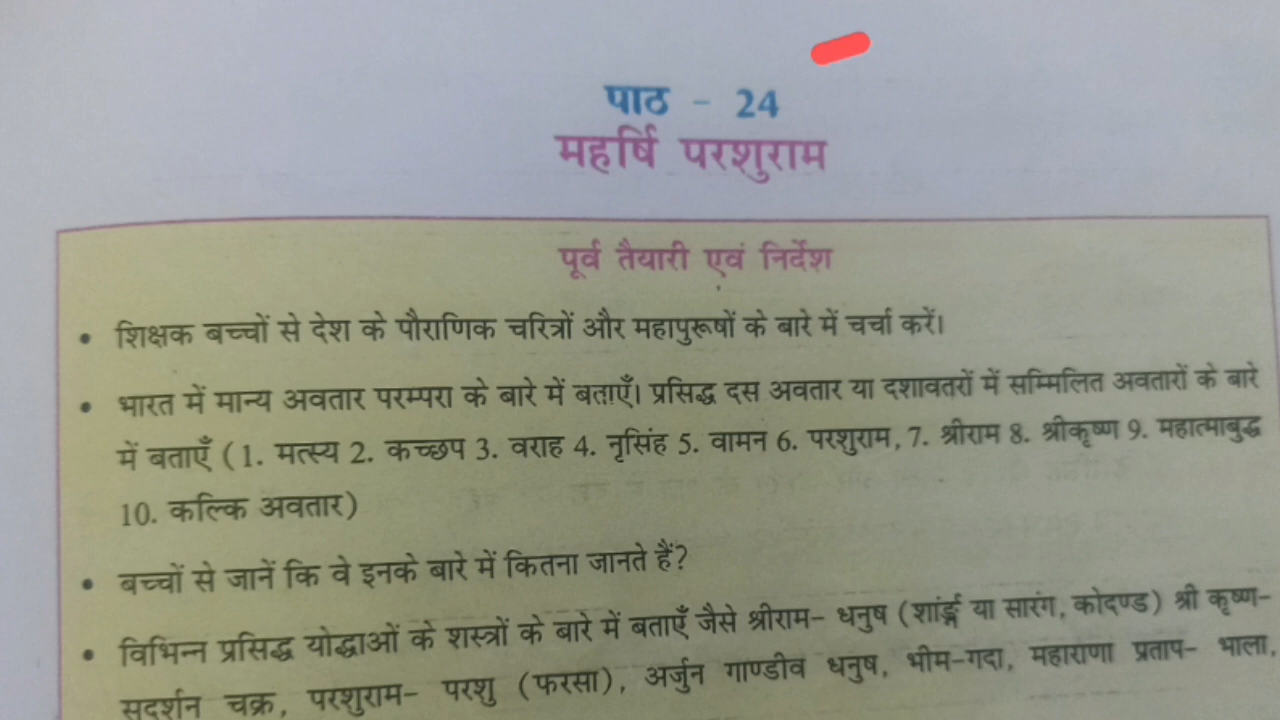 पाठ - 24
महर्षि परशुराम
पूर्व तैयारी एवं निर्देश
• शिक्षक बच्चों से देश के पौराणिक चरित्रों और महापुरूषों के बारे में चर्चा करें।
• भारत में मान्य अवतार परम्परा के बारे में बताएँ। प्रसिद्ध दस अवतार या दशावतरों में सम्मिलित अवतारों के बारे
में बताएँ (1. मत्स्य 2. कच्छप 3. वराह 4. नृसिंह 5. वामन 6. परशुराम, 7. श्रीराम 8. श्रीकृष्ण 9. महात्माबुद्ध
10. कल्कि अवतार)
• बच्चों से जानें कि वे इनके बारे में कितना जानते हैं?
• विभिन्न प्रसिद्ध योद्धाओं के शस्त्रों के बारे में बताएँ जैसे श्रीराम- धनुष (शार्ङ्ग या सारंग, कोदण्ड) श्री कृष्ण-
सुदर्शन चक्र, परशुराम- परशु (फरसा), अर्जुन गाण्डीव धनुष, भीम-गदा, महाराणा प्रताप- भाला,